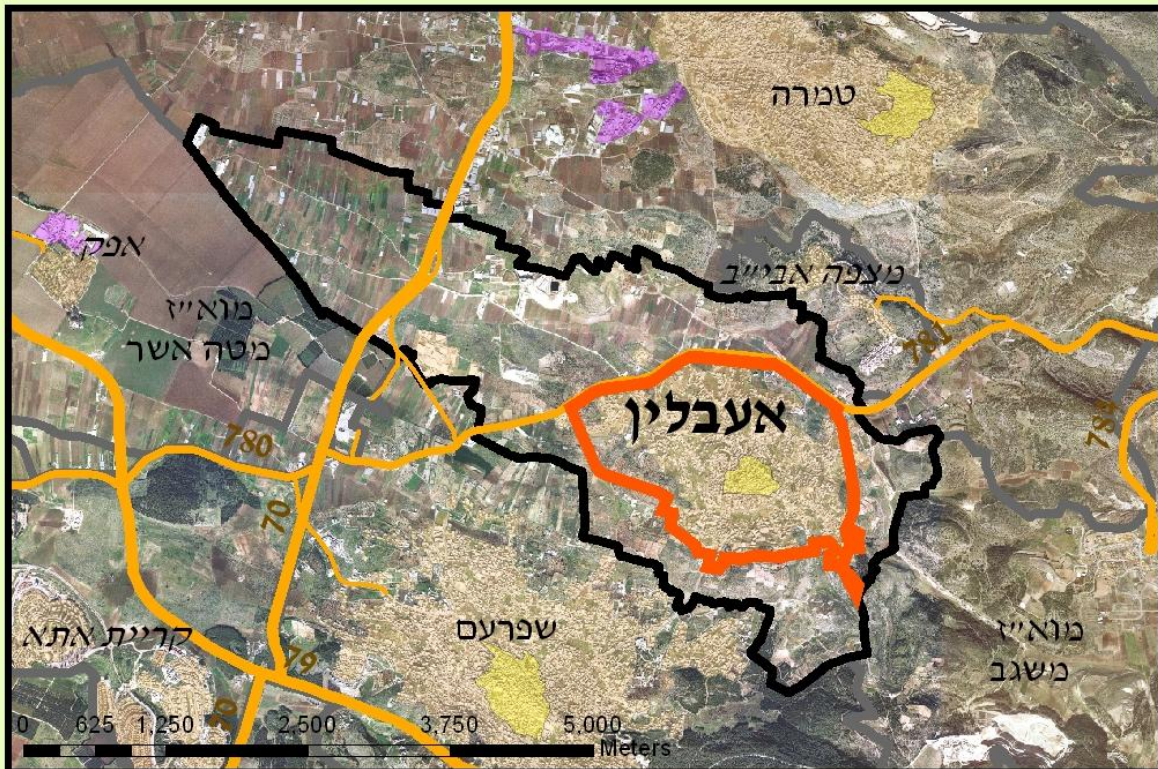 טמרה
אפק
מצפה אבי״ב
מוא״ז
מטה אשר
781
אעבלין
784
780
70
שפרעם
מוא״ז
משגב
קריית אתא
79
70
0 625 1,250 2,500 3,750 5,000
Meters